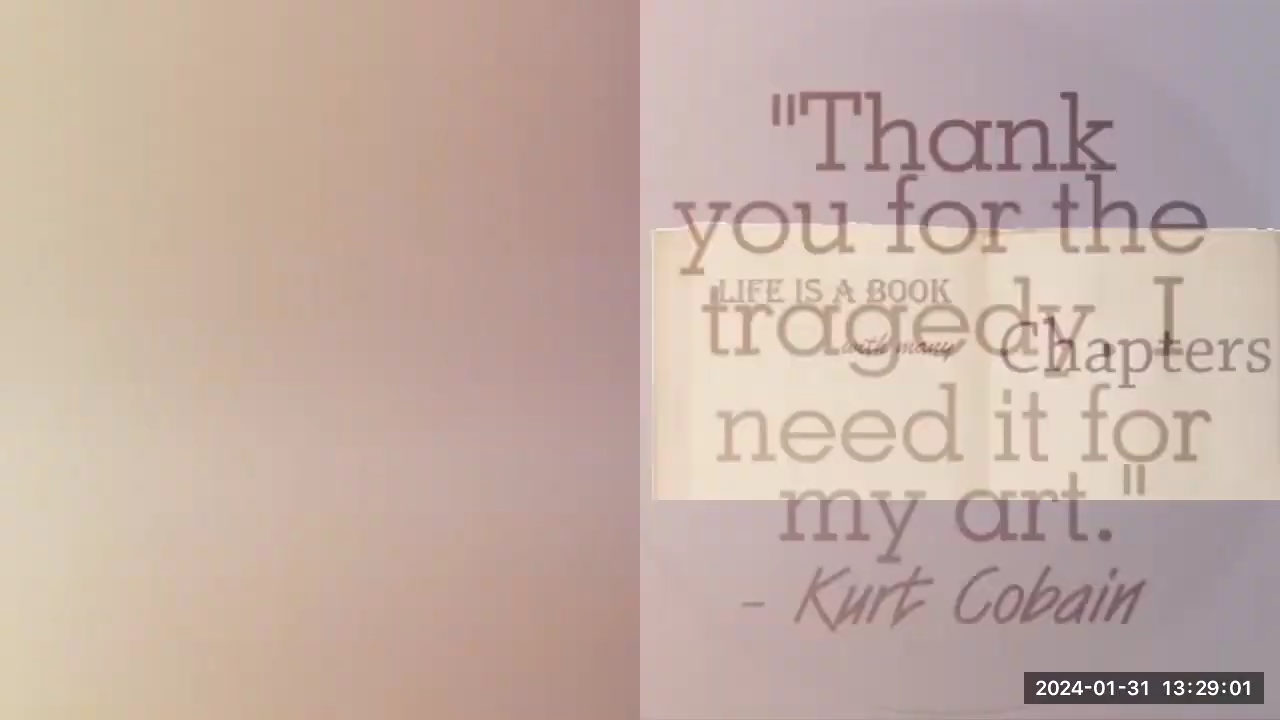 "Thank
you for the
LIFE IS A BOOK
tragedy. I
with many
Chapters
need it for
my art."
- Kurt Cobain
2024-01-31 13:29:01